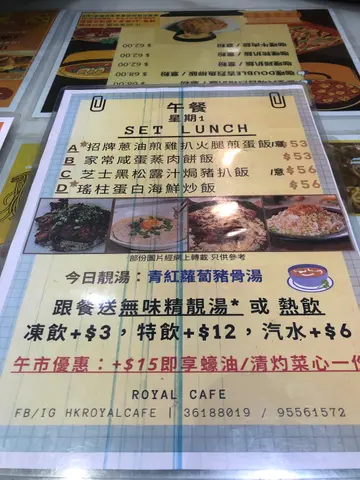 午餐
星期1
SET LUNCH
A*招牌蔥油煎雞扒火腿煎蛋飯/意$53
B 家常咸蛋蒸肉餅飯 $53
C 芝士黑松露汁焗豬扒飯/意$56
D*瑤柱蛋白海鮮炒飯 $56
部份圖片經網上轉載 只供參考
今日靚湯：青紅蘿蔔豬骨湯
跟餐送無味精靚湯* 或 熱飲
凍飲+$3，特飲+$12，汽水+$6
午市優惠：+$15即享蠔油/清灼菜心一份
ROYAL CAFE
FB/IG HKROYALCAFE | 36188019 / 95561572